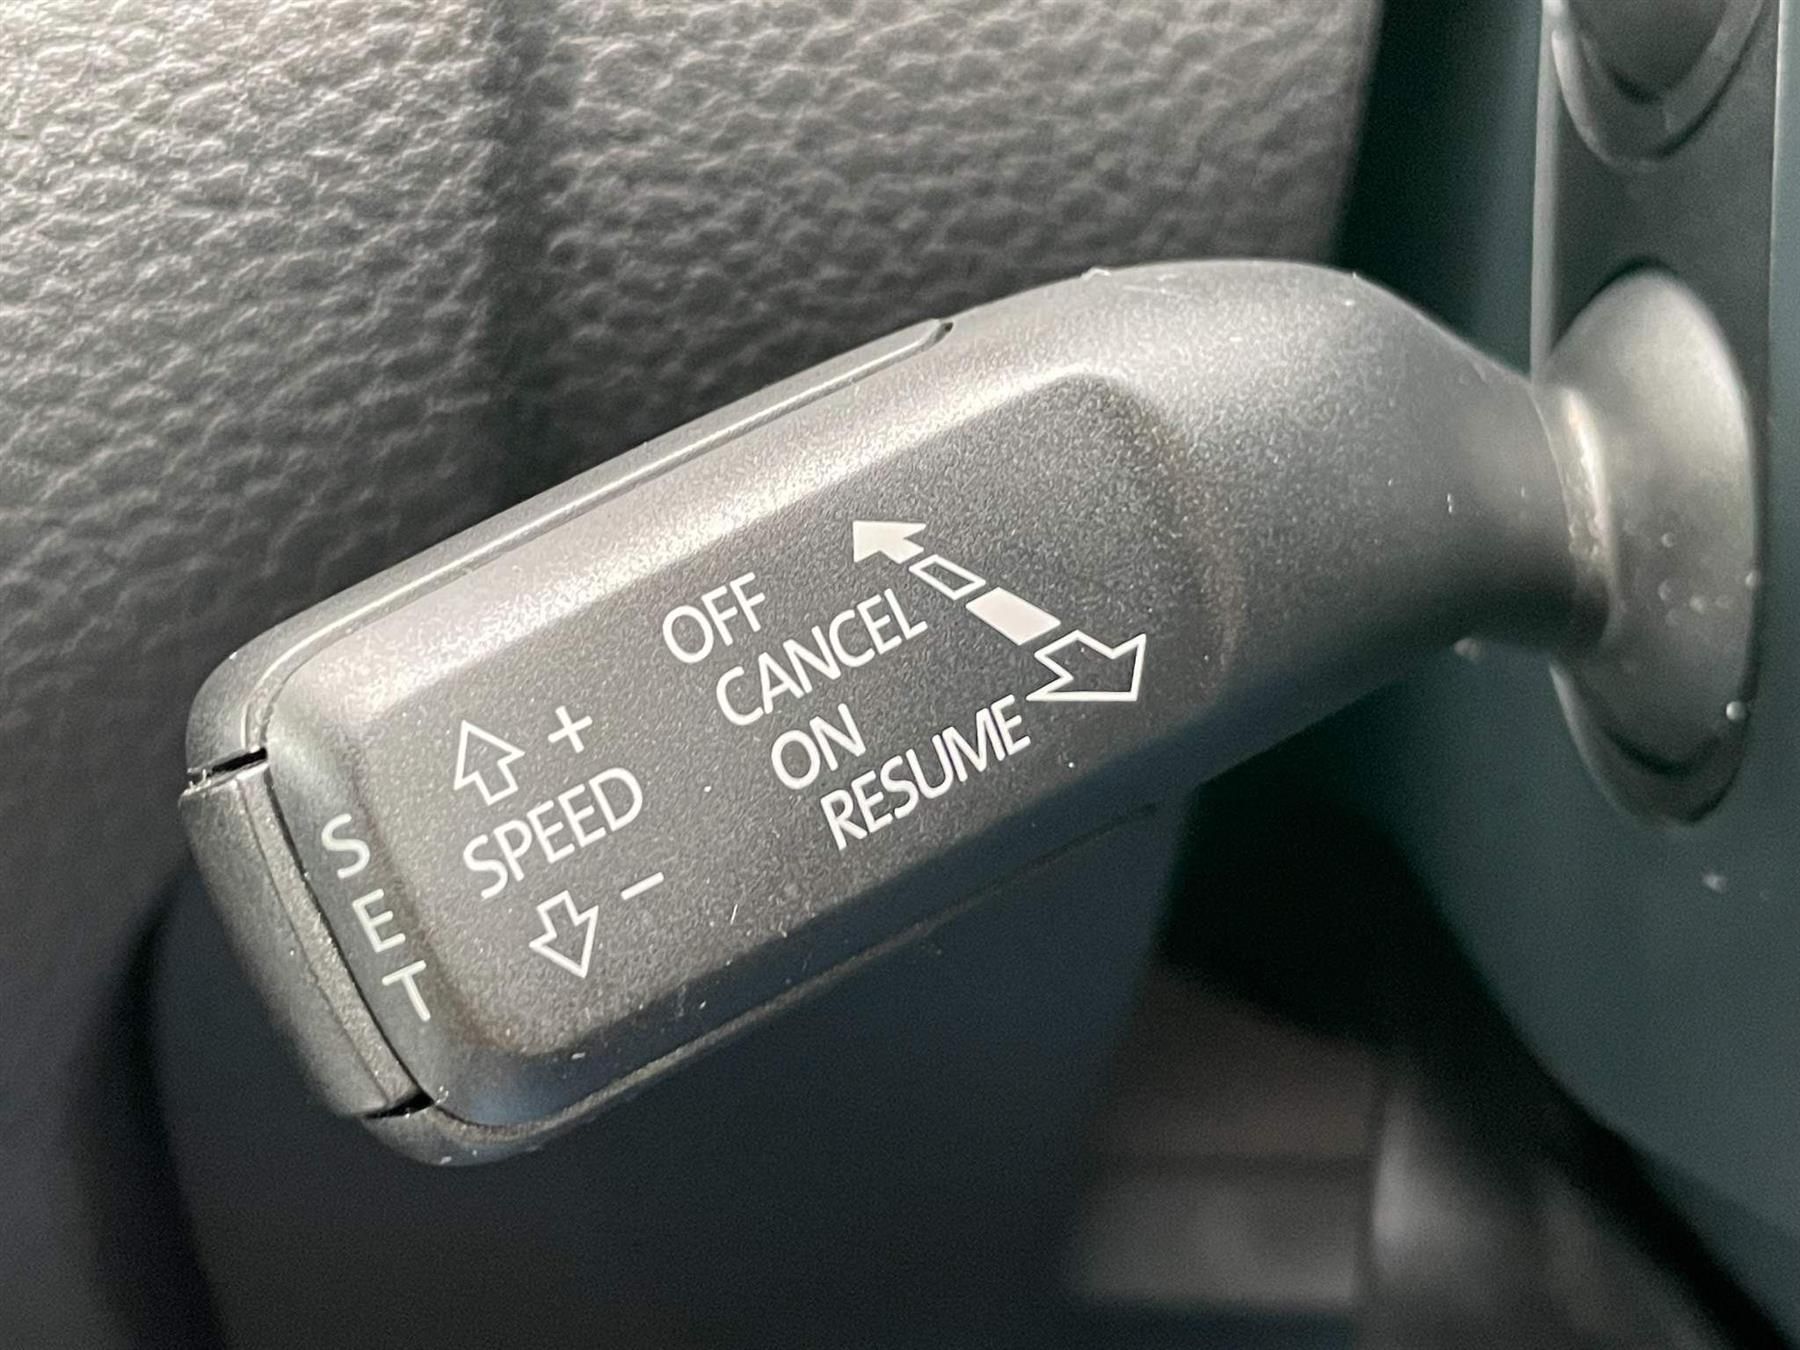 OFF
CANCEL
ON
RESUME
+
SPEED
−
SET